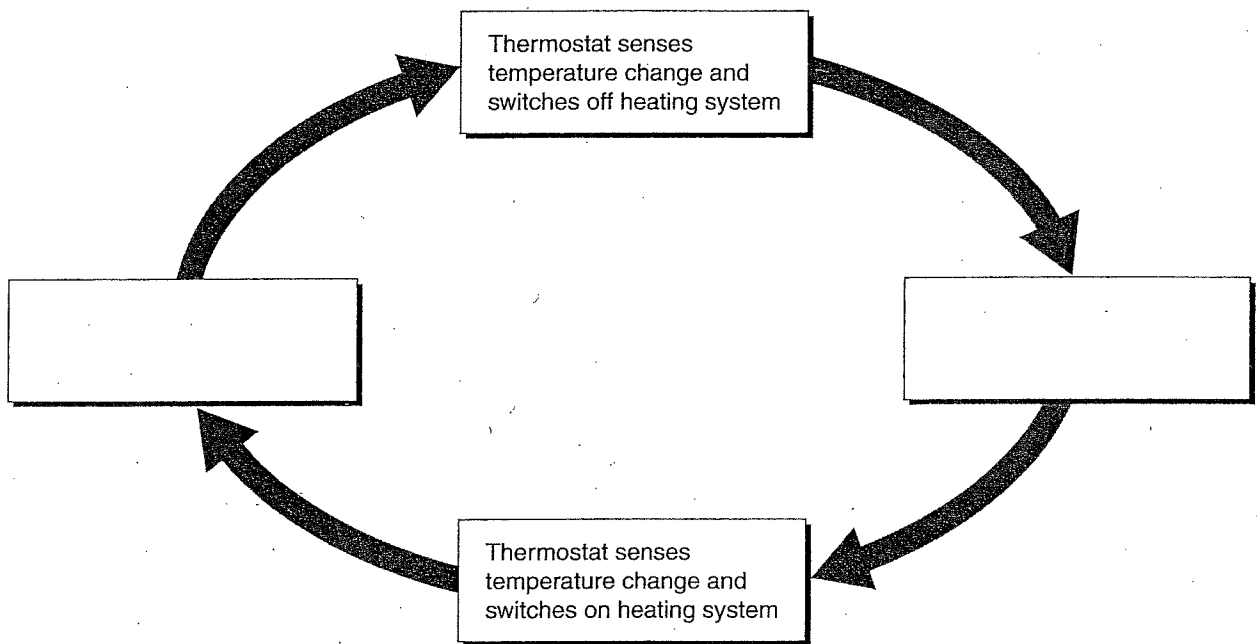 Thermostat senses
temperature change and
switches off heating system
Thermostat senses
temperature change and
switches on heating system